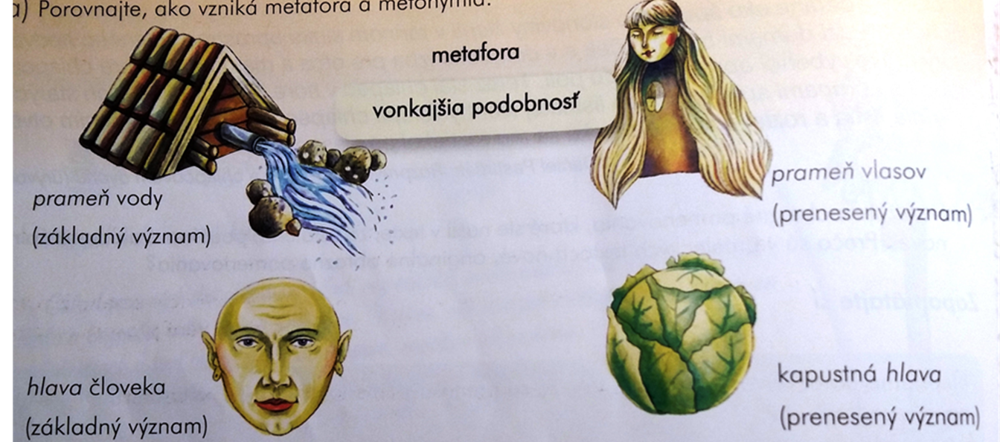 a) Porovnajte, ako vzniká metafora a metonymia.
metafora
vonkajšia podobnosť
prameň vody
(základný význam)
prameň vlasov
(prenesený význam)
hlava človeka
(základný význam)
kapustná hlava
(prenesený význam)